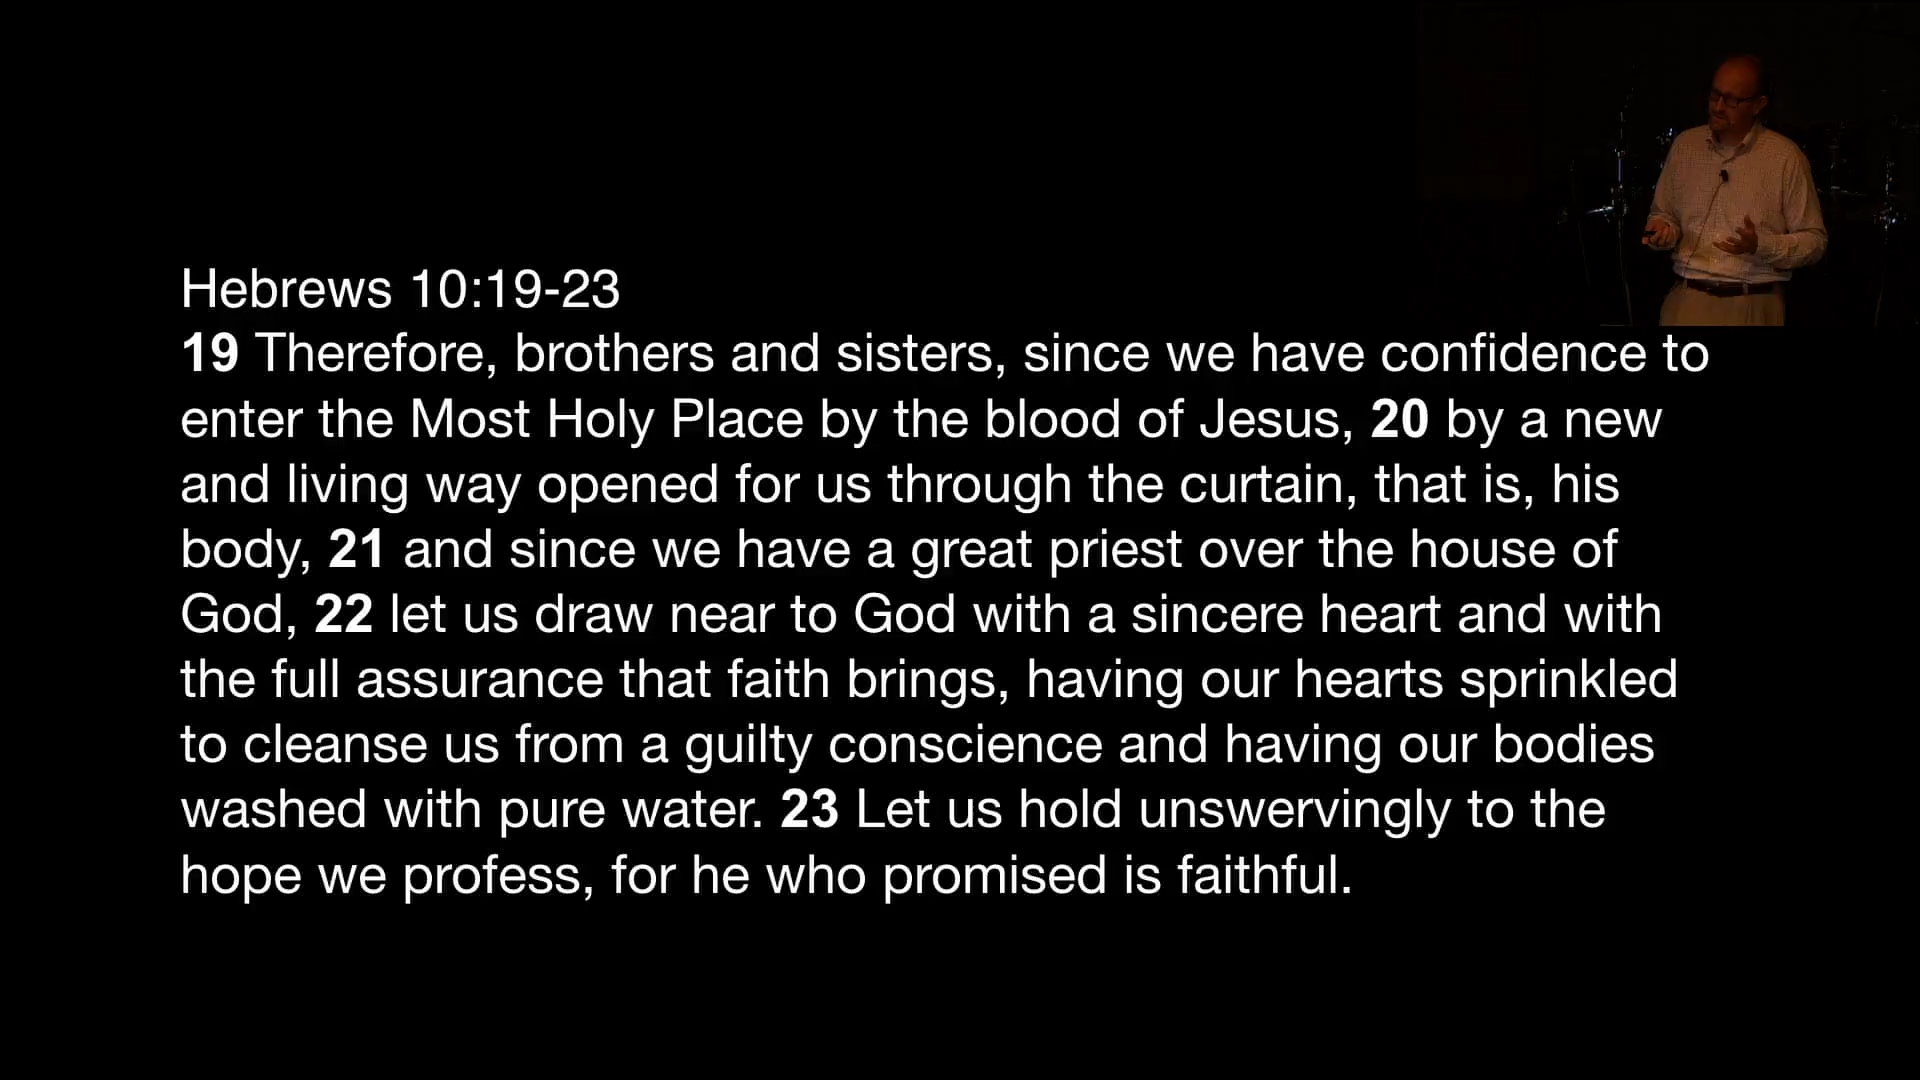 Hebrews 10:19-23
19 Therefore, brothers and sisters, since we have confidence to
enter the Most Holy Place by the blood of Jesus, 20 by a new
and living way opened for us through the curtain, that is, his
body, 21 and since we have a great priest over the house of
God, 22 let us draw near to God with a sincere heart and with
the full assurance that faith brings, having our hearts sprinkled
to cleanse us from a guilty conscience and having our bodies
washed with pure water. 23 Let us hold unswervingly to the
hope we profess, for he who promised is faithful.